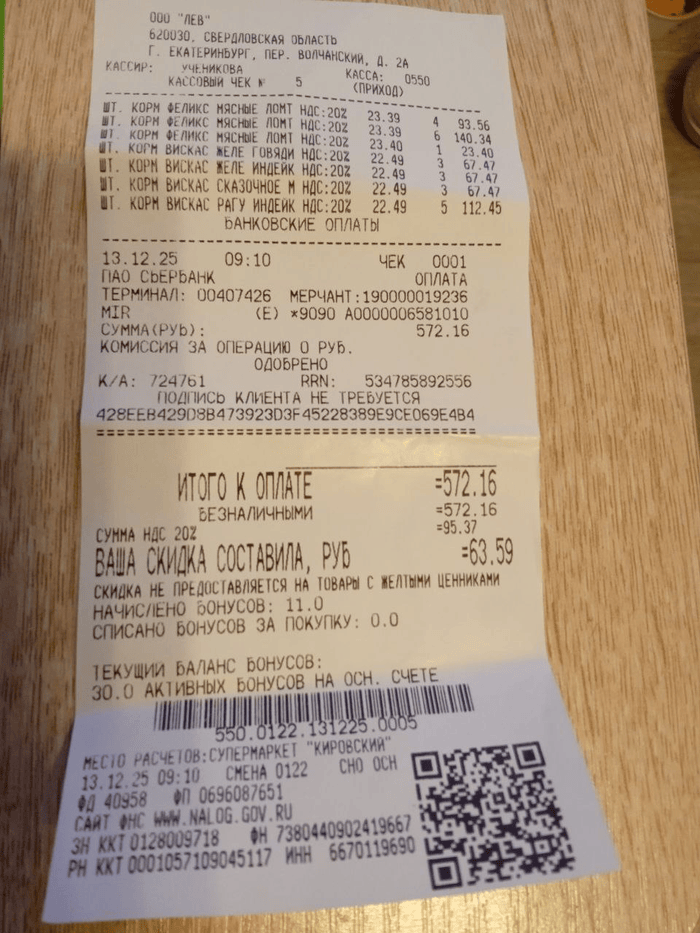 ООО "ЛЕВ"
620030, СВЕРДЛОВСКАЯ ОБЛАСТЬ
Г. ЕКАТЕРИНБУРГ, ПЕР. ВОЛЧАНСКИЙ, Д. 2А
КАССИР: УЧЕНИКОВА КАССА: 0550
КАССОВЫЙ ЧЕК № 5 (ПРИХОД)
ШТ. КОРМ ФЕЛИКС МЯСНЫЕ ЛОМТ НДС:20% 23.39 4 93.56
ШТ. КОРМ ФЕЛИКС МЯСНЫЕ ЛОМТ НДС:20% 23.39 6 140.34
ШТ. КОРМ ФЕЛИКС МЯСНЫЕ ЛОМТ НДС:20% 23.40 1 23.40
ШТ. КОРМ ВИСКАС ЖЕЛЕ ГОВЯДИ НДС:20% 22.49 3 67.47
ШТ. КОРМ ВИСКАС ЖЕЛЕ ИНДЕЙК НДС:20% 22.49 3 67.47
ШТ. КОРМ ВИСКАС СКАЗОЧНОЕ М НДС:20% 22.49 3 67.47
ШТ. КОРМ ВИСКАС РАГУ ИНДЕЙК НДС:20% 22.49 5 112.45
БАНКОВСКИЕ ОПЛАТЫ
13.12.25 09:10 ЧЕК 0001
ПАО СЬЕРБАНК ОПЛАТА
ТЕРМИНАЛ: 00407426 МЕРЧАНТ:190000019236
MIR (E) *9090 A0000006581010
СУММА(РУБ): 572.16
КОМИССИЯ ЗА ОПЕРАЦИЮ 0 РУБ.
ОДОБРЕНО
К/А: 724761 RRN: 534785892556
ПОДПИСЬ КЛИЕНТА НЕ ТРЕБУЕТСЯ
428EEB429D8B473923D3F45228389E9CE069E4B4
ИТОГО К ОПЛАТЕ =572.16
БЕЗНАЛИЧНЫМИ =572.16
СУММА НДС 20% =95.37
ВАША СКИДКА СОСТАВИЛА, РУБ =63.59
СКИДКА НЕ ПРЕДОСТАВЛЯЕТСЯ НА ТОВАРЫ С ЖЕЛТЫМИ ЦЕННИКАМИ
НАЧИСЛЕНО БОНУСОВ: 11.0
СПИСАНО БОНУСОВ ЗА ПОКУПКУ: 0.0
ТЕКУЩИЙ БАЛАНС БОНУСОВ:
30.0 АКТИВНЫХ БОНУСОВ НА ОСН. СЧЕТЕ
550.0122.131225.0005
МЕСТО РАСЧЕТОВ:СУПЕРМАРКЕТ "КИРОВСКИЙ"
13.12.25 09:10 СМЕНА 0122 СНО ОСН
ФД 40958 ФП 0696087651
САЙТ ФНС WWW.NALOG.GOV.RU
ЗН ККТ 0128009718 ФН 7380440902419667
РН ККТ 0001057109045117 ИНН 6670119690